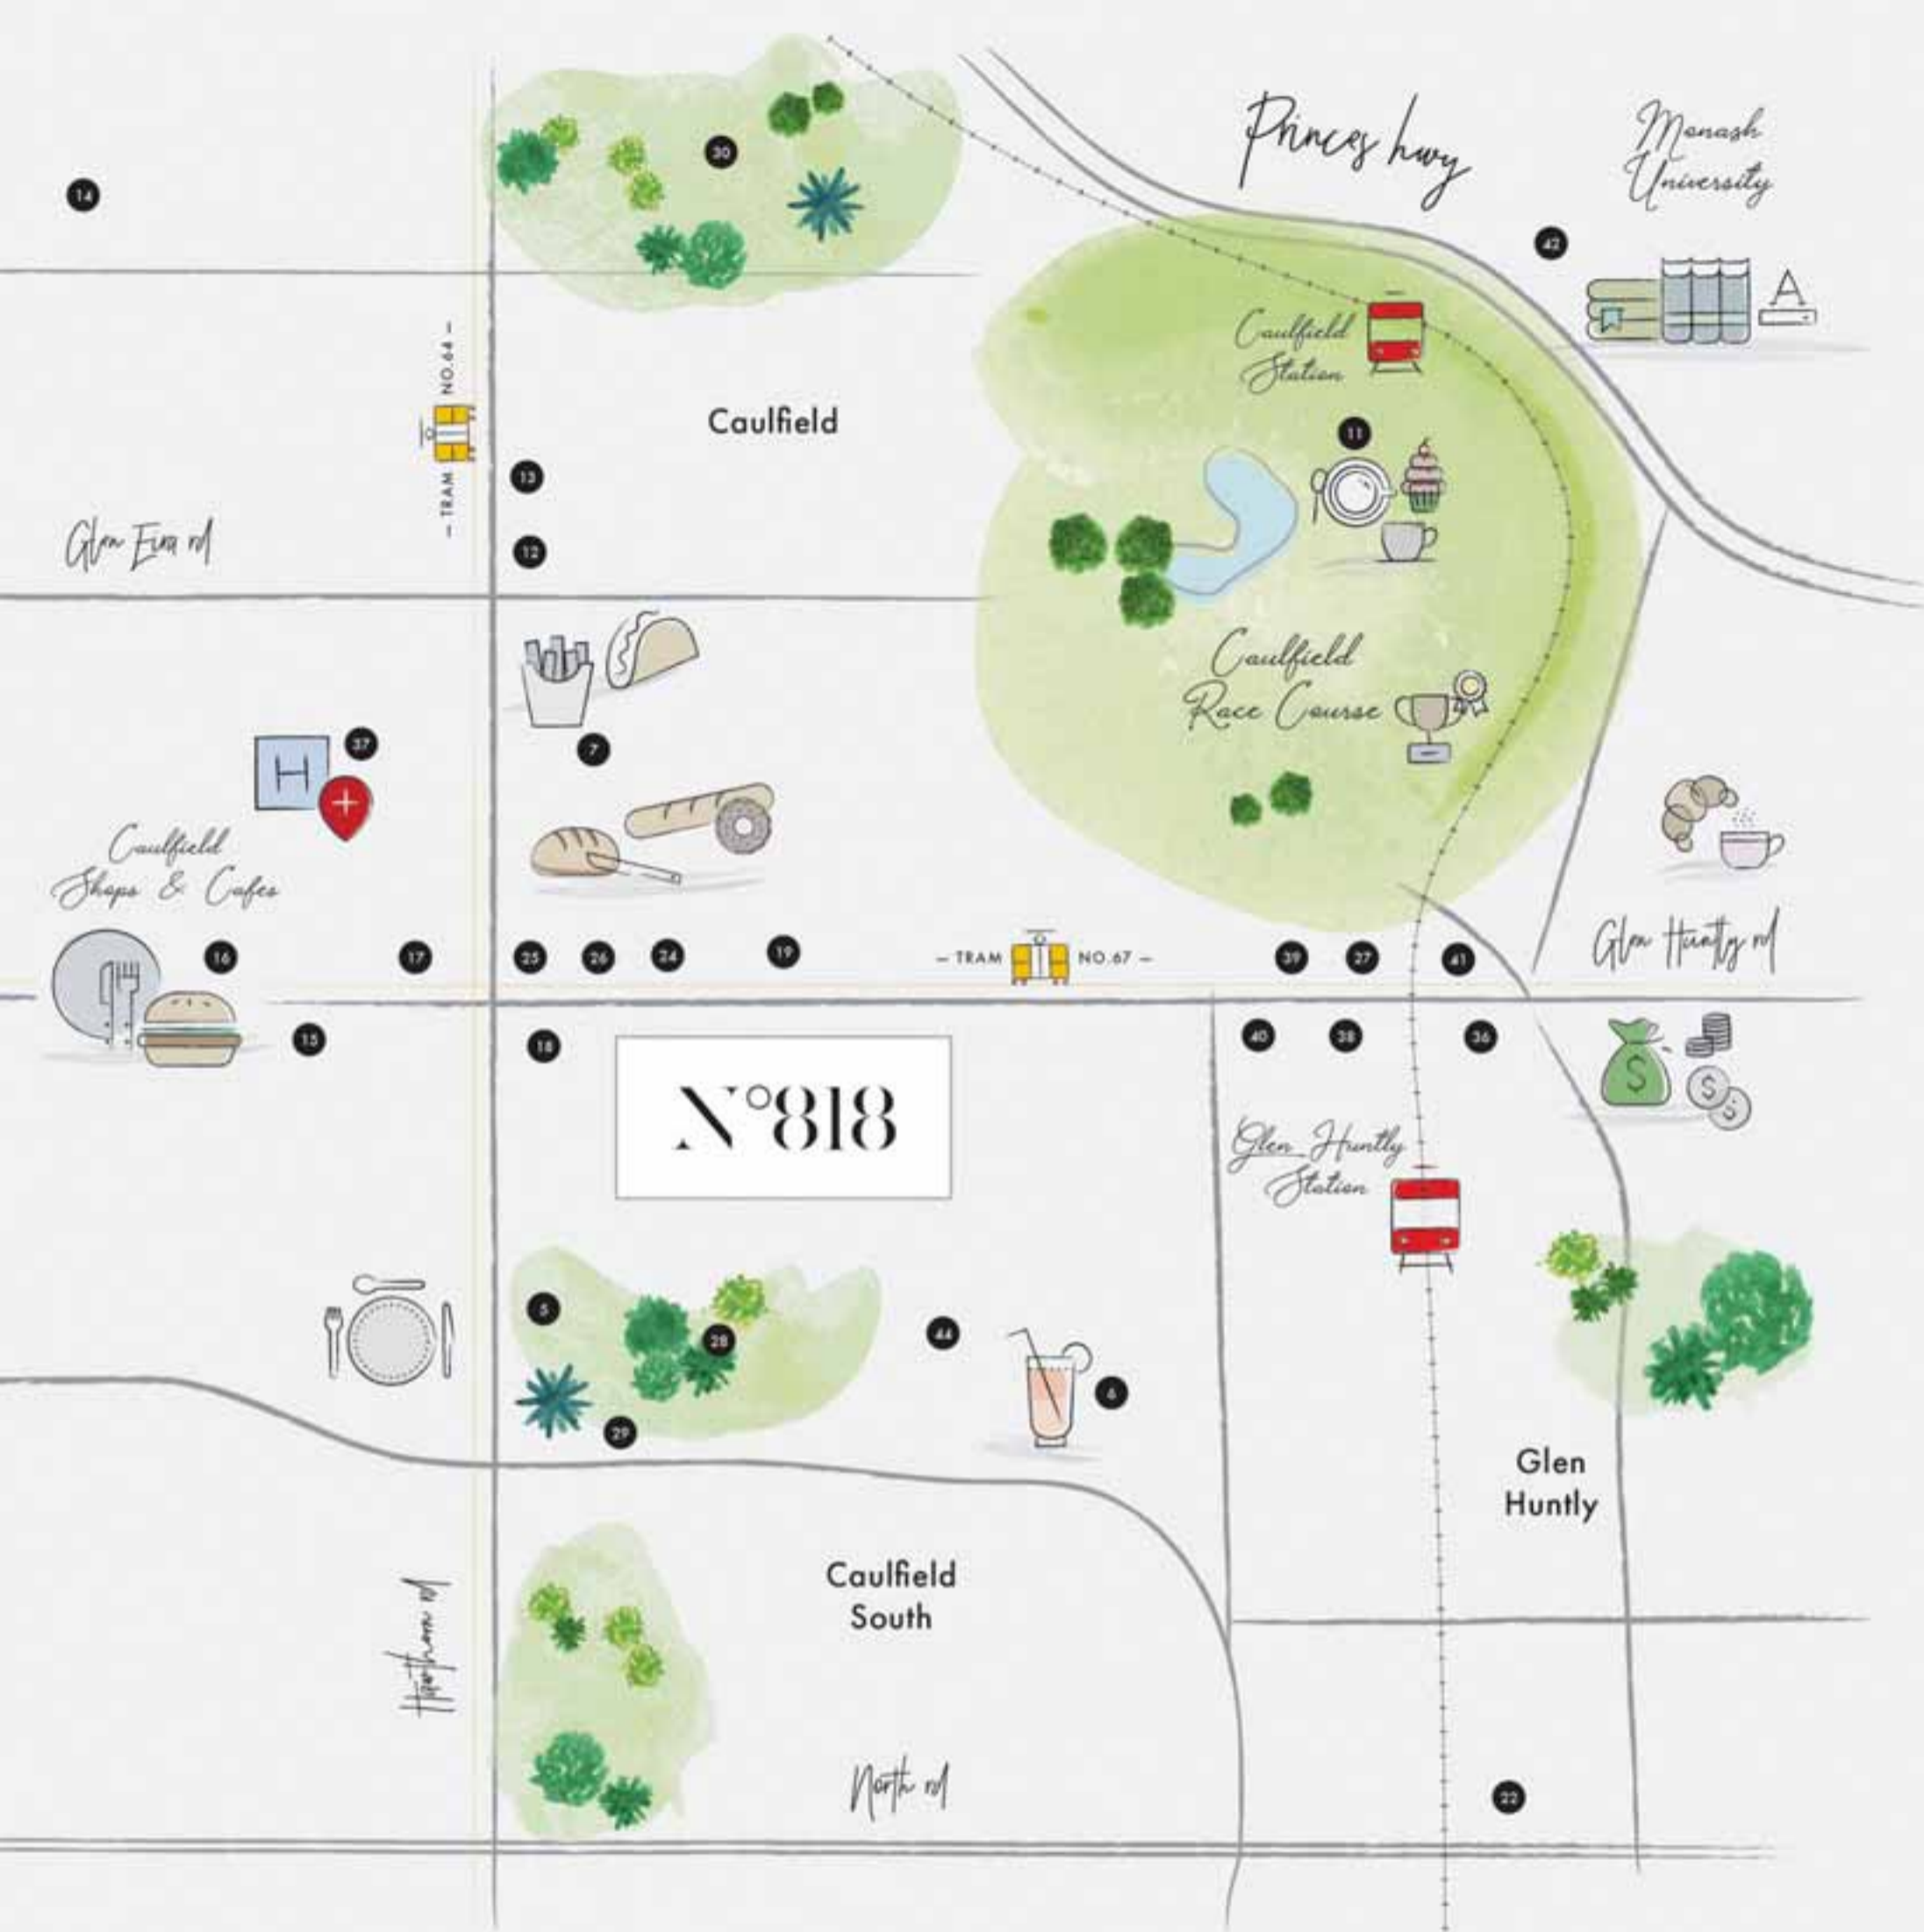 Princes hwy
Monash
University
30
14
42
A
Caulfield
Station
TRAM NO.64
Caulfield
11
13
12
Glen Eira rd
Caulfield
Race Course
H
37
7
Caulfield
Shops & Cafes
Glen Huntly rd
16
17
25
26
24
19
TRAM NO.67
39
27
41
15
18
40
38
36
N°818
$
$
$
Glen Huntly
Station
5
28
44
6
29
Glen
Huntly
Caulfield
South
Hawthorn rd
North rd
22